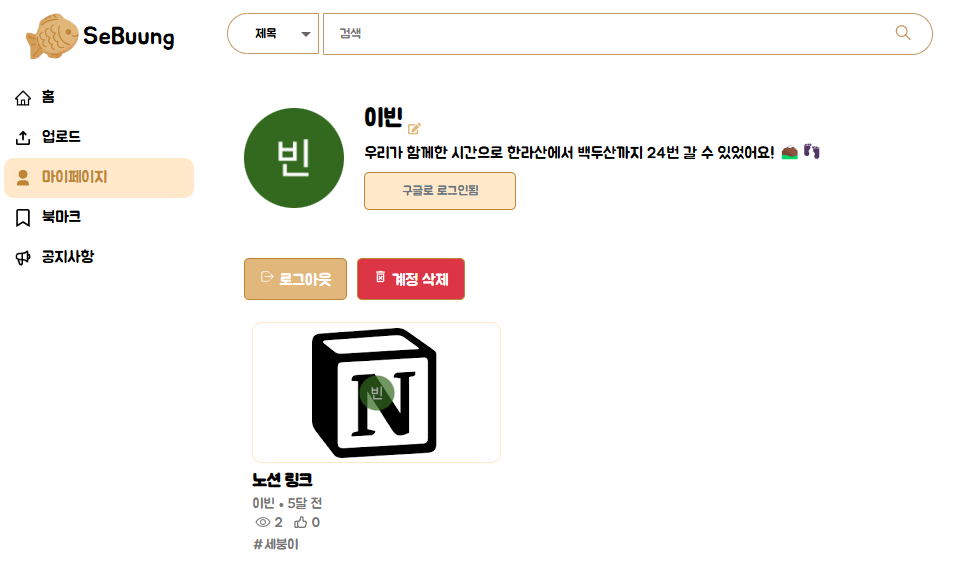 SeBuung
제목
검색
홈
업로드
마이페이지
북마크
공지사항
빈
이빈
우리가 함께한 시간으로 한라산에서 백두산까지 24번 갈 수 있었어요!
구글로 로그인됨
로그아웃
계정 삭제
N
빈
노션 링크
이빈 • 5달 전
2 0
#세붕이